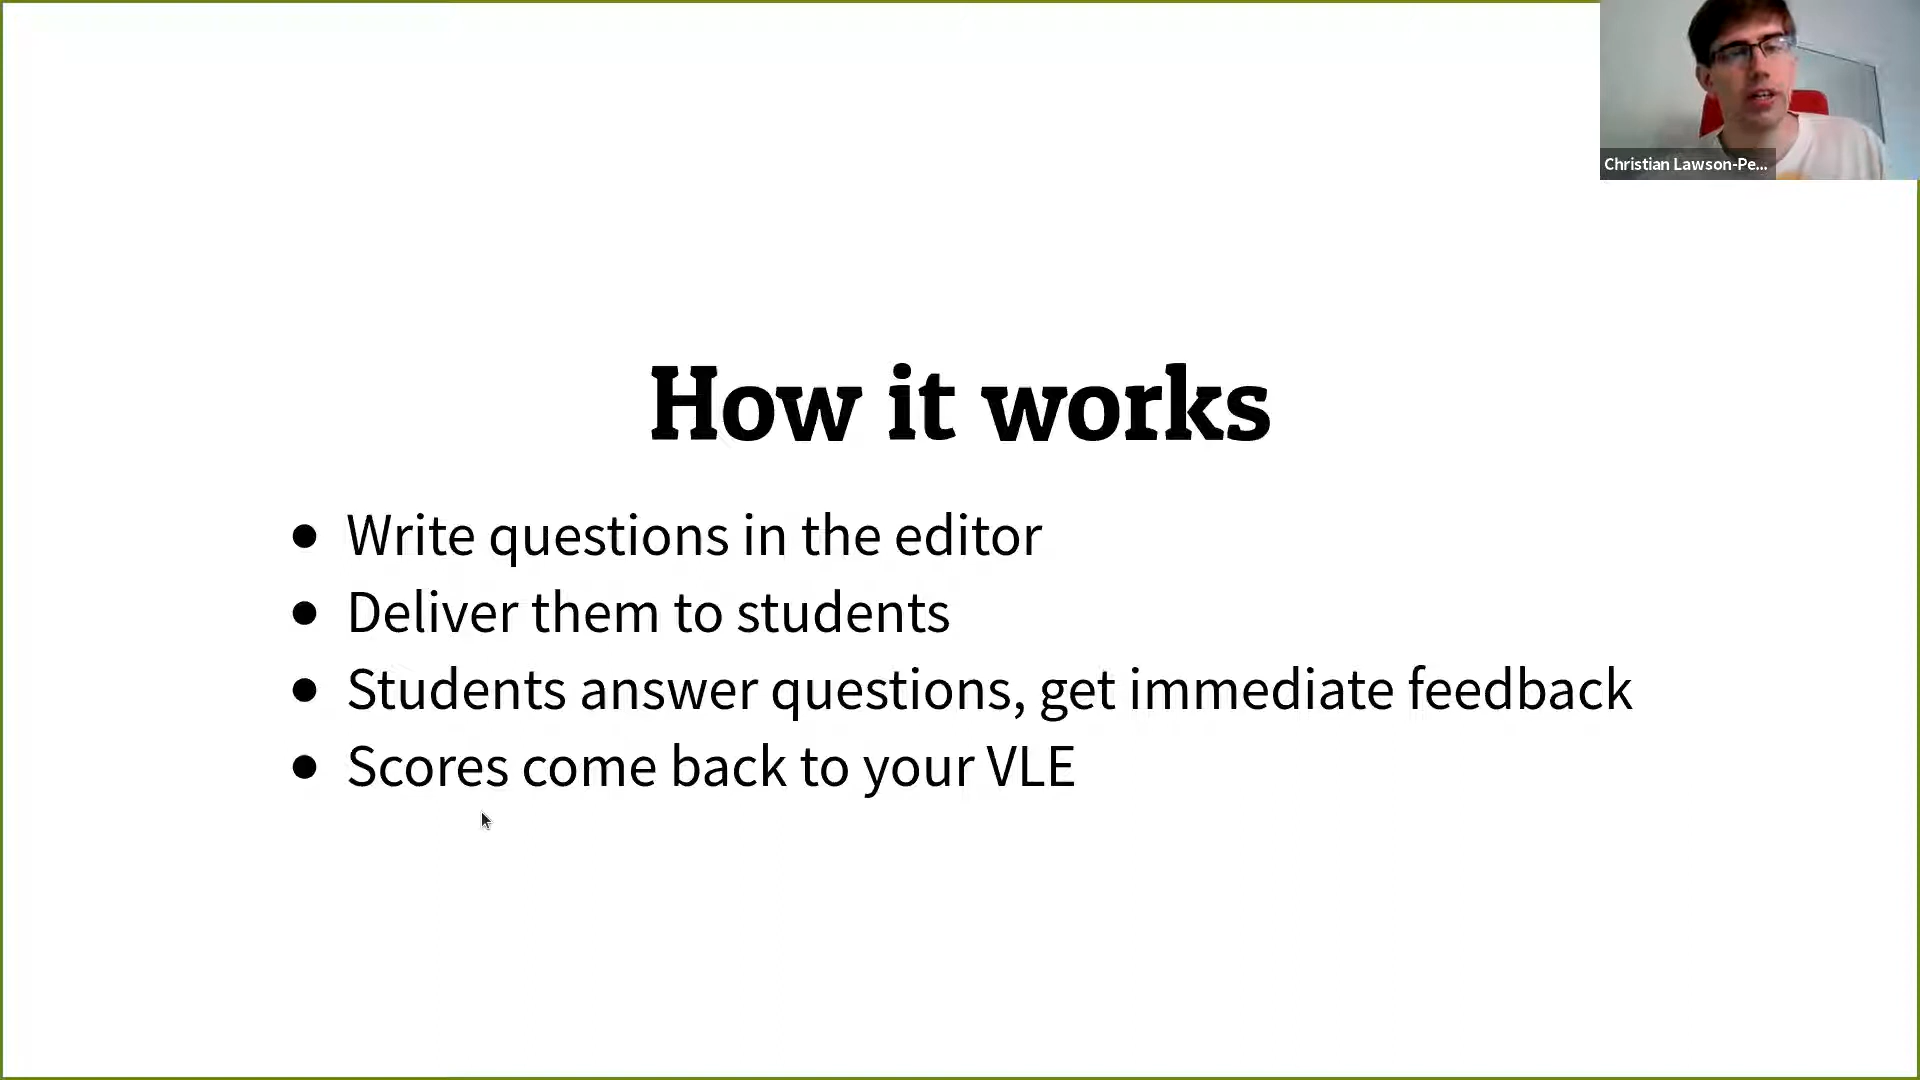 Christian Lawson-Pe...
How it works
Write questions in the editor
Deliver them to students
Students answer questions, get immediate feedback
Scores come back to your VLE